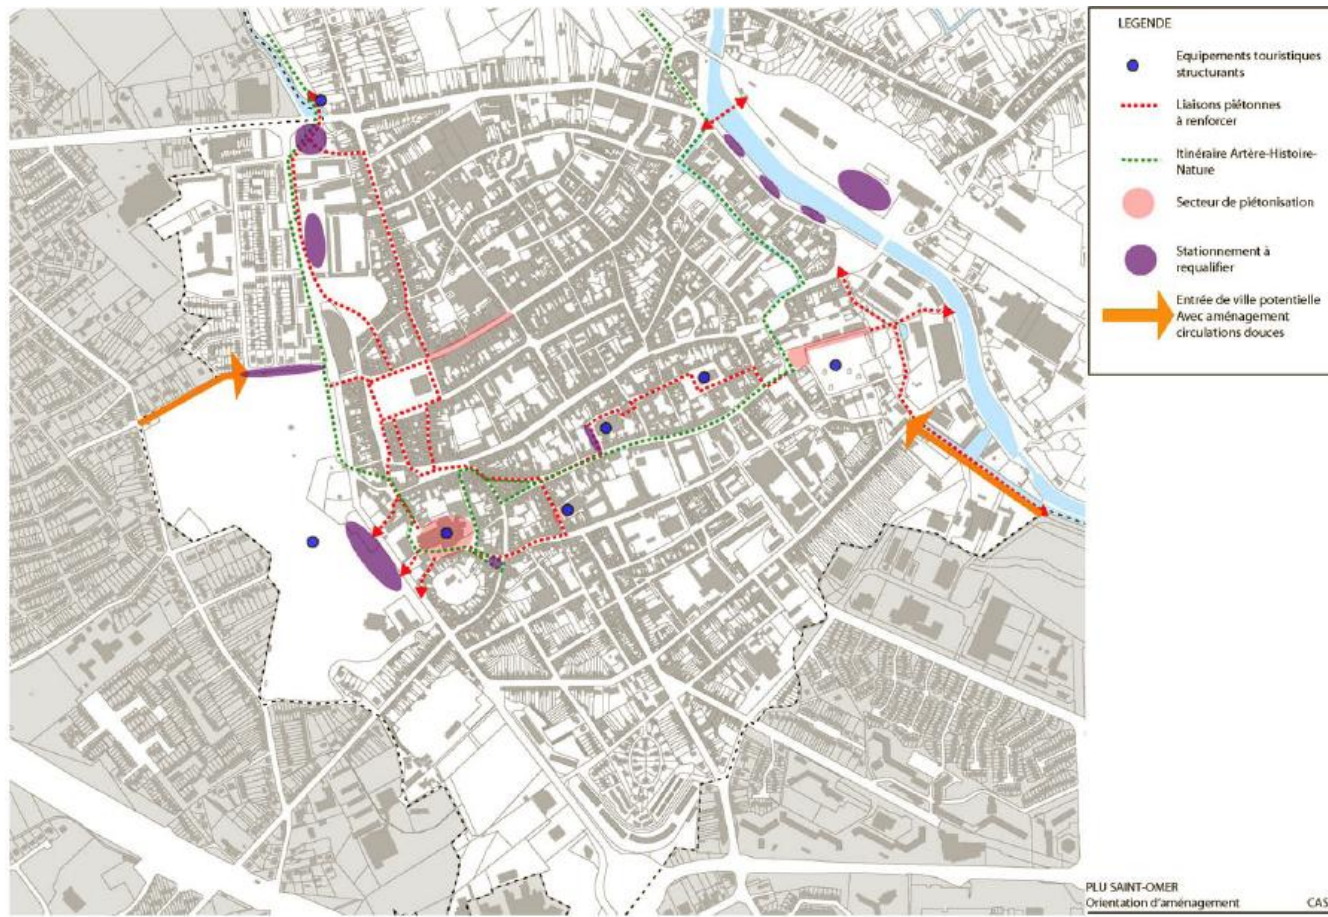 LEGENDE
Equipements touristiques
structurants
Liaisons piétonnes
à renforcer
Itinéraire Artère-Histoire-
Nature
Secteur de piétonisation
Stationnement à
requalifier
Entrée de ville potentielle
Avec aménagement
circulations douces
PLU SAINT-OMER
Orientation d'aménagement CAS